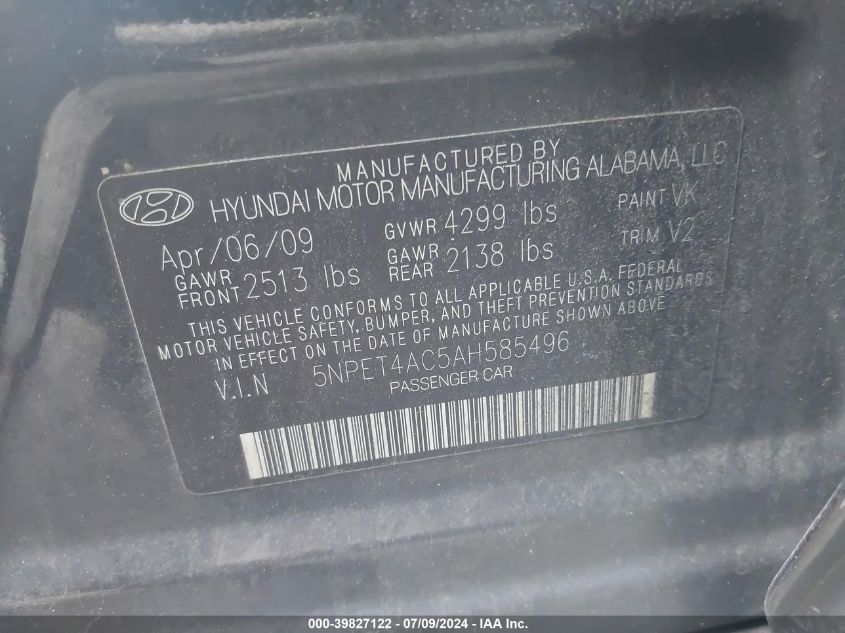 MANUFACTURED BY
HYUNDAI MOTOR MANUFACTURING ALABAMA, LLC
Apr/06/09 GVWR 4299 lbs PAINT VK
GAWR FRONT 2513 lbs GAWR REAR 2138 lbs TRIM V2
THIS VEHICLE CONFORMS TO ALL APPLICABLE U.S.A. FEDERAL
MOTOR VEHICLE SAFETY, BUMPER, AND THEFT PREVENTION STANDARDS
IN EFFECT ON THE DATE OF MANUFACTURE SHOWN ABOVE
V.I.N 5NPET4AC5AH585496
PASSENGER CAR
000-39827122 - 07/09/2024 - IAA Inc.